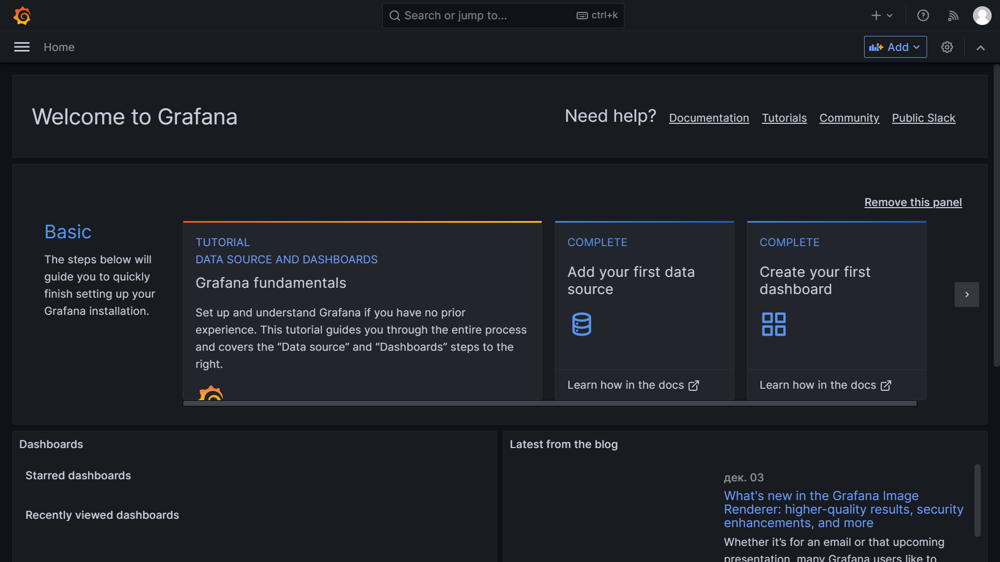 Search or jump to... ctrl+k
Home
Add
Welcome to Grafana
Need help? Documentation Tutorials Community Public Slack
Remove this panel
Basic
The steps below will
guide you to quickly
finish setting up your
Grafana installation.
TUTORIAL
DATA SOURCE AND DASHBOARDS
Grafana fundamentals
Set up and understand Grafana if you have no prior
experience. This tutorial guides you through the entire process
and covers the “Data source” and “Dashboards” steps to the
right.
COMPLETE
Add your first data
source
Learn how in the docs
COMPLETE
Create your first
dashboard
Learn how in the docs
Dashboards
Starred dashboards
Recently viewed dashboards
Latest from the blog
дек. 03
What's new in the Grafana Image
Renderer: higher-quality results, security
enhancements, and more
Whether it’s for an email or that upcoming
presentation, many Grafana users like to